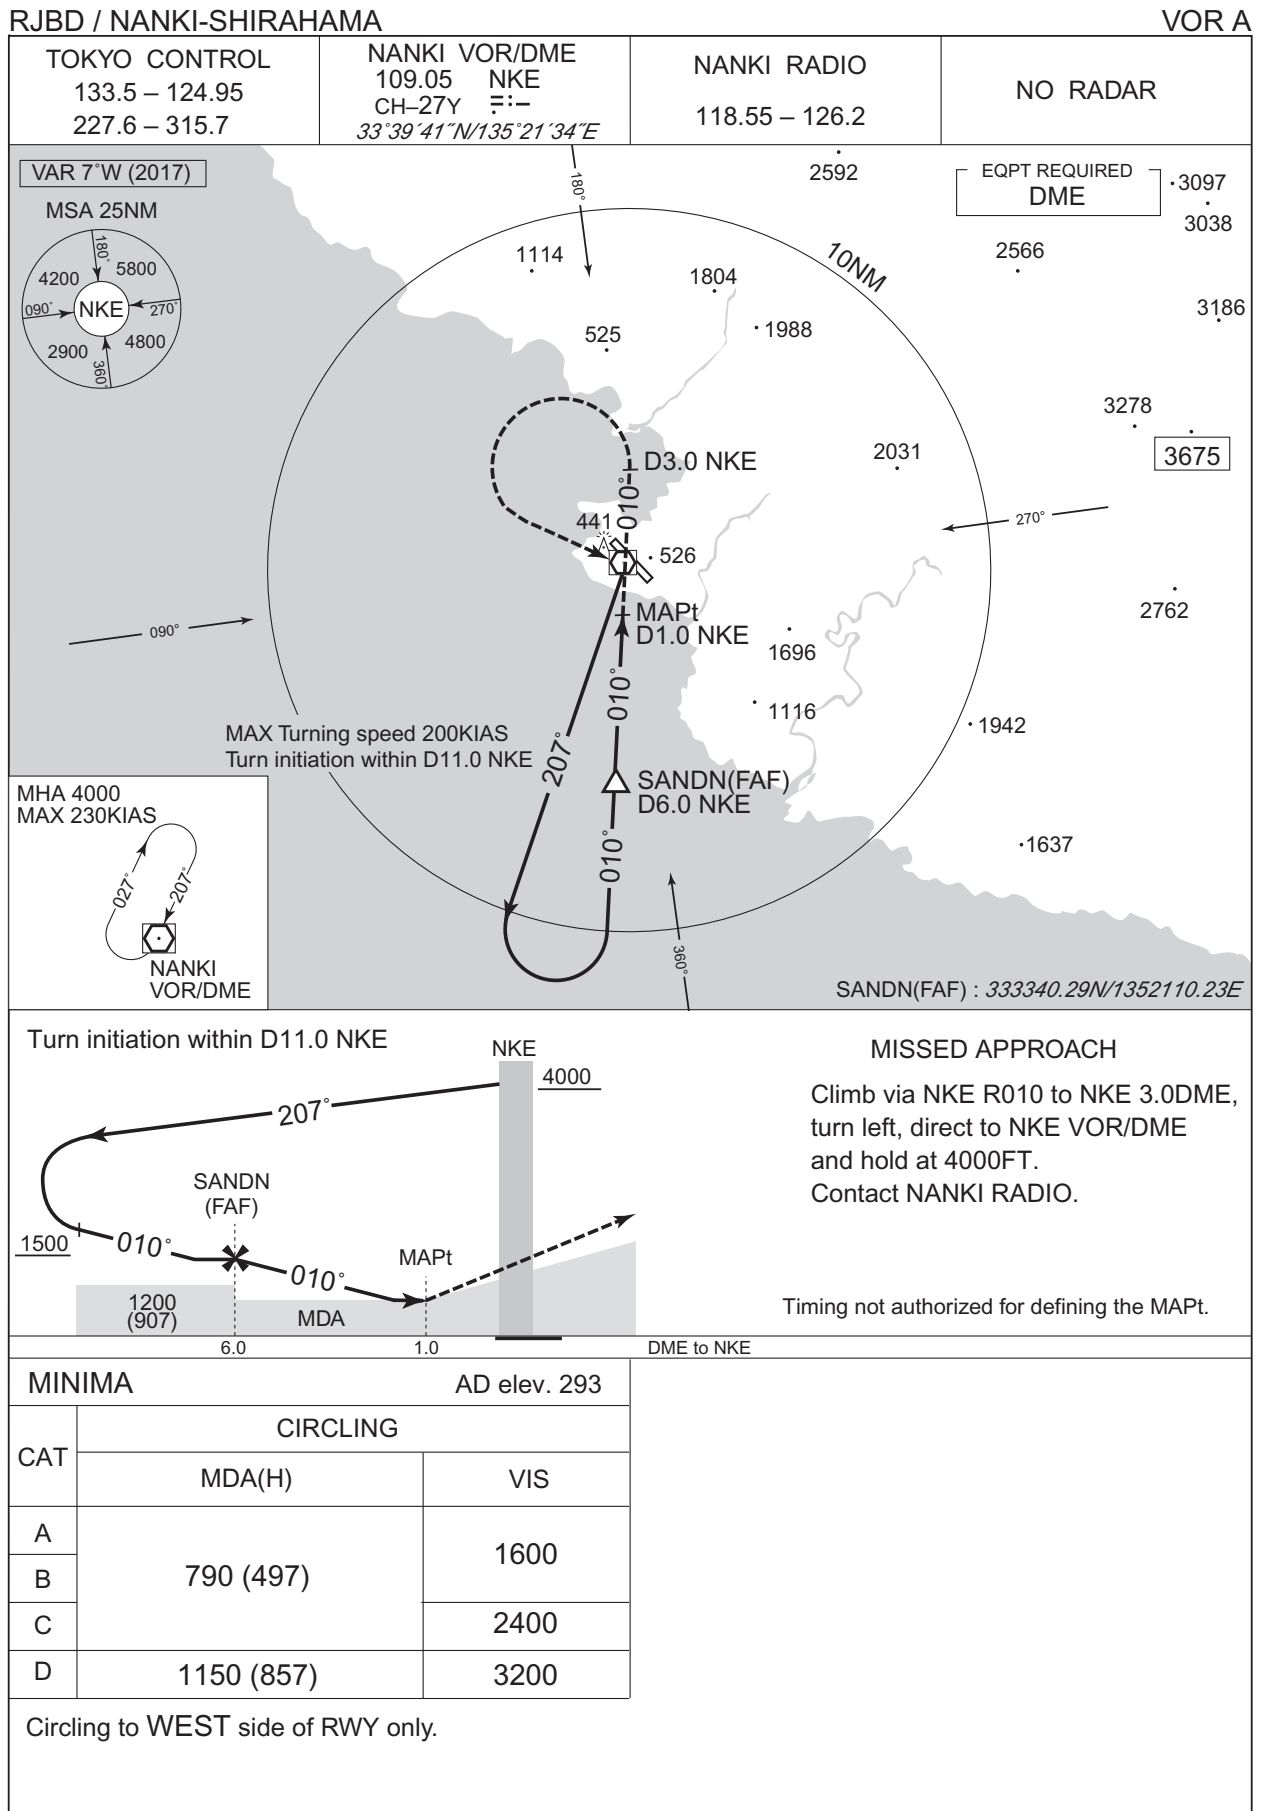 RJBD / NANKI-SHIRAHAMA
VOR A
TOKYO CONTROL
133.5 – 124.95
227.6 – 315.7
NANKI VOR/DME
109.05 NKE
CH–27Y
33°39´41˝N/135°21´34˝E
NANKI RADIO
118.55 – 126.2
NO RADAR
VAR 7°W (2017)
MSA 25NM
180°
4200
5800
090°
NKE
270°
2900
4800
360°
180°
2592
EQPT REQUIRED
DME
3097
3038
1114
10NM
2566
1804
3186
525
1988
3278
3675
2031
D3.0 NKE
010°
441
526
270°
2762
090°
MAPt
D1.0 NKE
1696
010°
1116
1942
MAX Turning speed 200KIAS
Turn initiation within D11.0 NKE
207°
SANDN(FAF)
D6.0 NKE
010°
1637
MHA 4000
MAX 230KIAS
027°
207°
NANKI
VOR/DME
360°
SANDN(FAF) : 333340.29N/1352110.23E
Turn initiation within D11.0 NKE
NKE
4000
207°
SANDN
(FAF)
1500
010°
MAPt
010°
1200
(907)
MDA
6.0
1.0
DME to NKE
MISSED APPROACH
Climb via NKE R010 to NKE 3.0DME,
turn left, direct to NKE VOR/DME
and hold at 4000FT.
Contact NANKI RADIO.
Timing not authorized for defining the MAPt.
MINIMA
AD elev. 293
CAT
CIRCLING
MDA(H)
VIS
A
B
C
790 (497)
1600
2400
D
1150 (857)
3200
Circling to WEST side of RWY only.